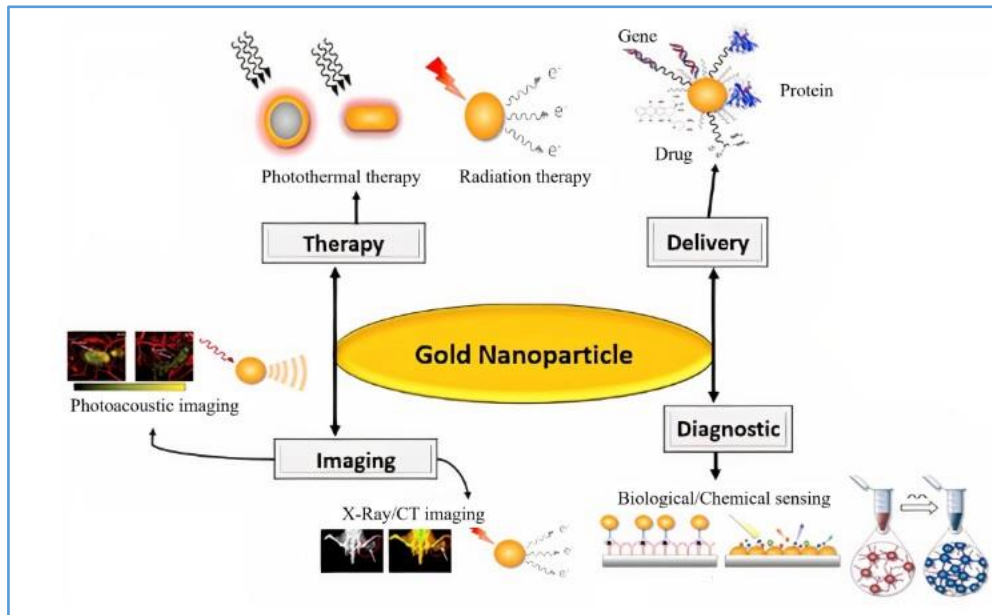 Gene
Protein
Drug
e-
e-
e-
Photothermal therapy
Radiation therapy
Therapy
Delivery
Gold Nanoparticle
Photoacoustic imaging
Imaging
Diagnostic
X-Ray/CT imaging
Biological/Chemical sensing
e-
e-
e-